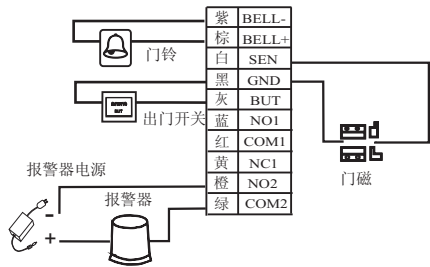 紫 BELL-
棕 BELL+
白 SEN
黑 GND
灰 BUT
蓝 NO1
红 COM1
黄 NC1
橙 NO2
绿 COM2
门铃
出门开关
报警器电源
报警器
门磁
-
+